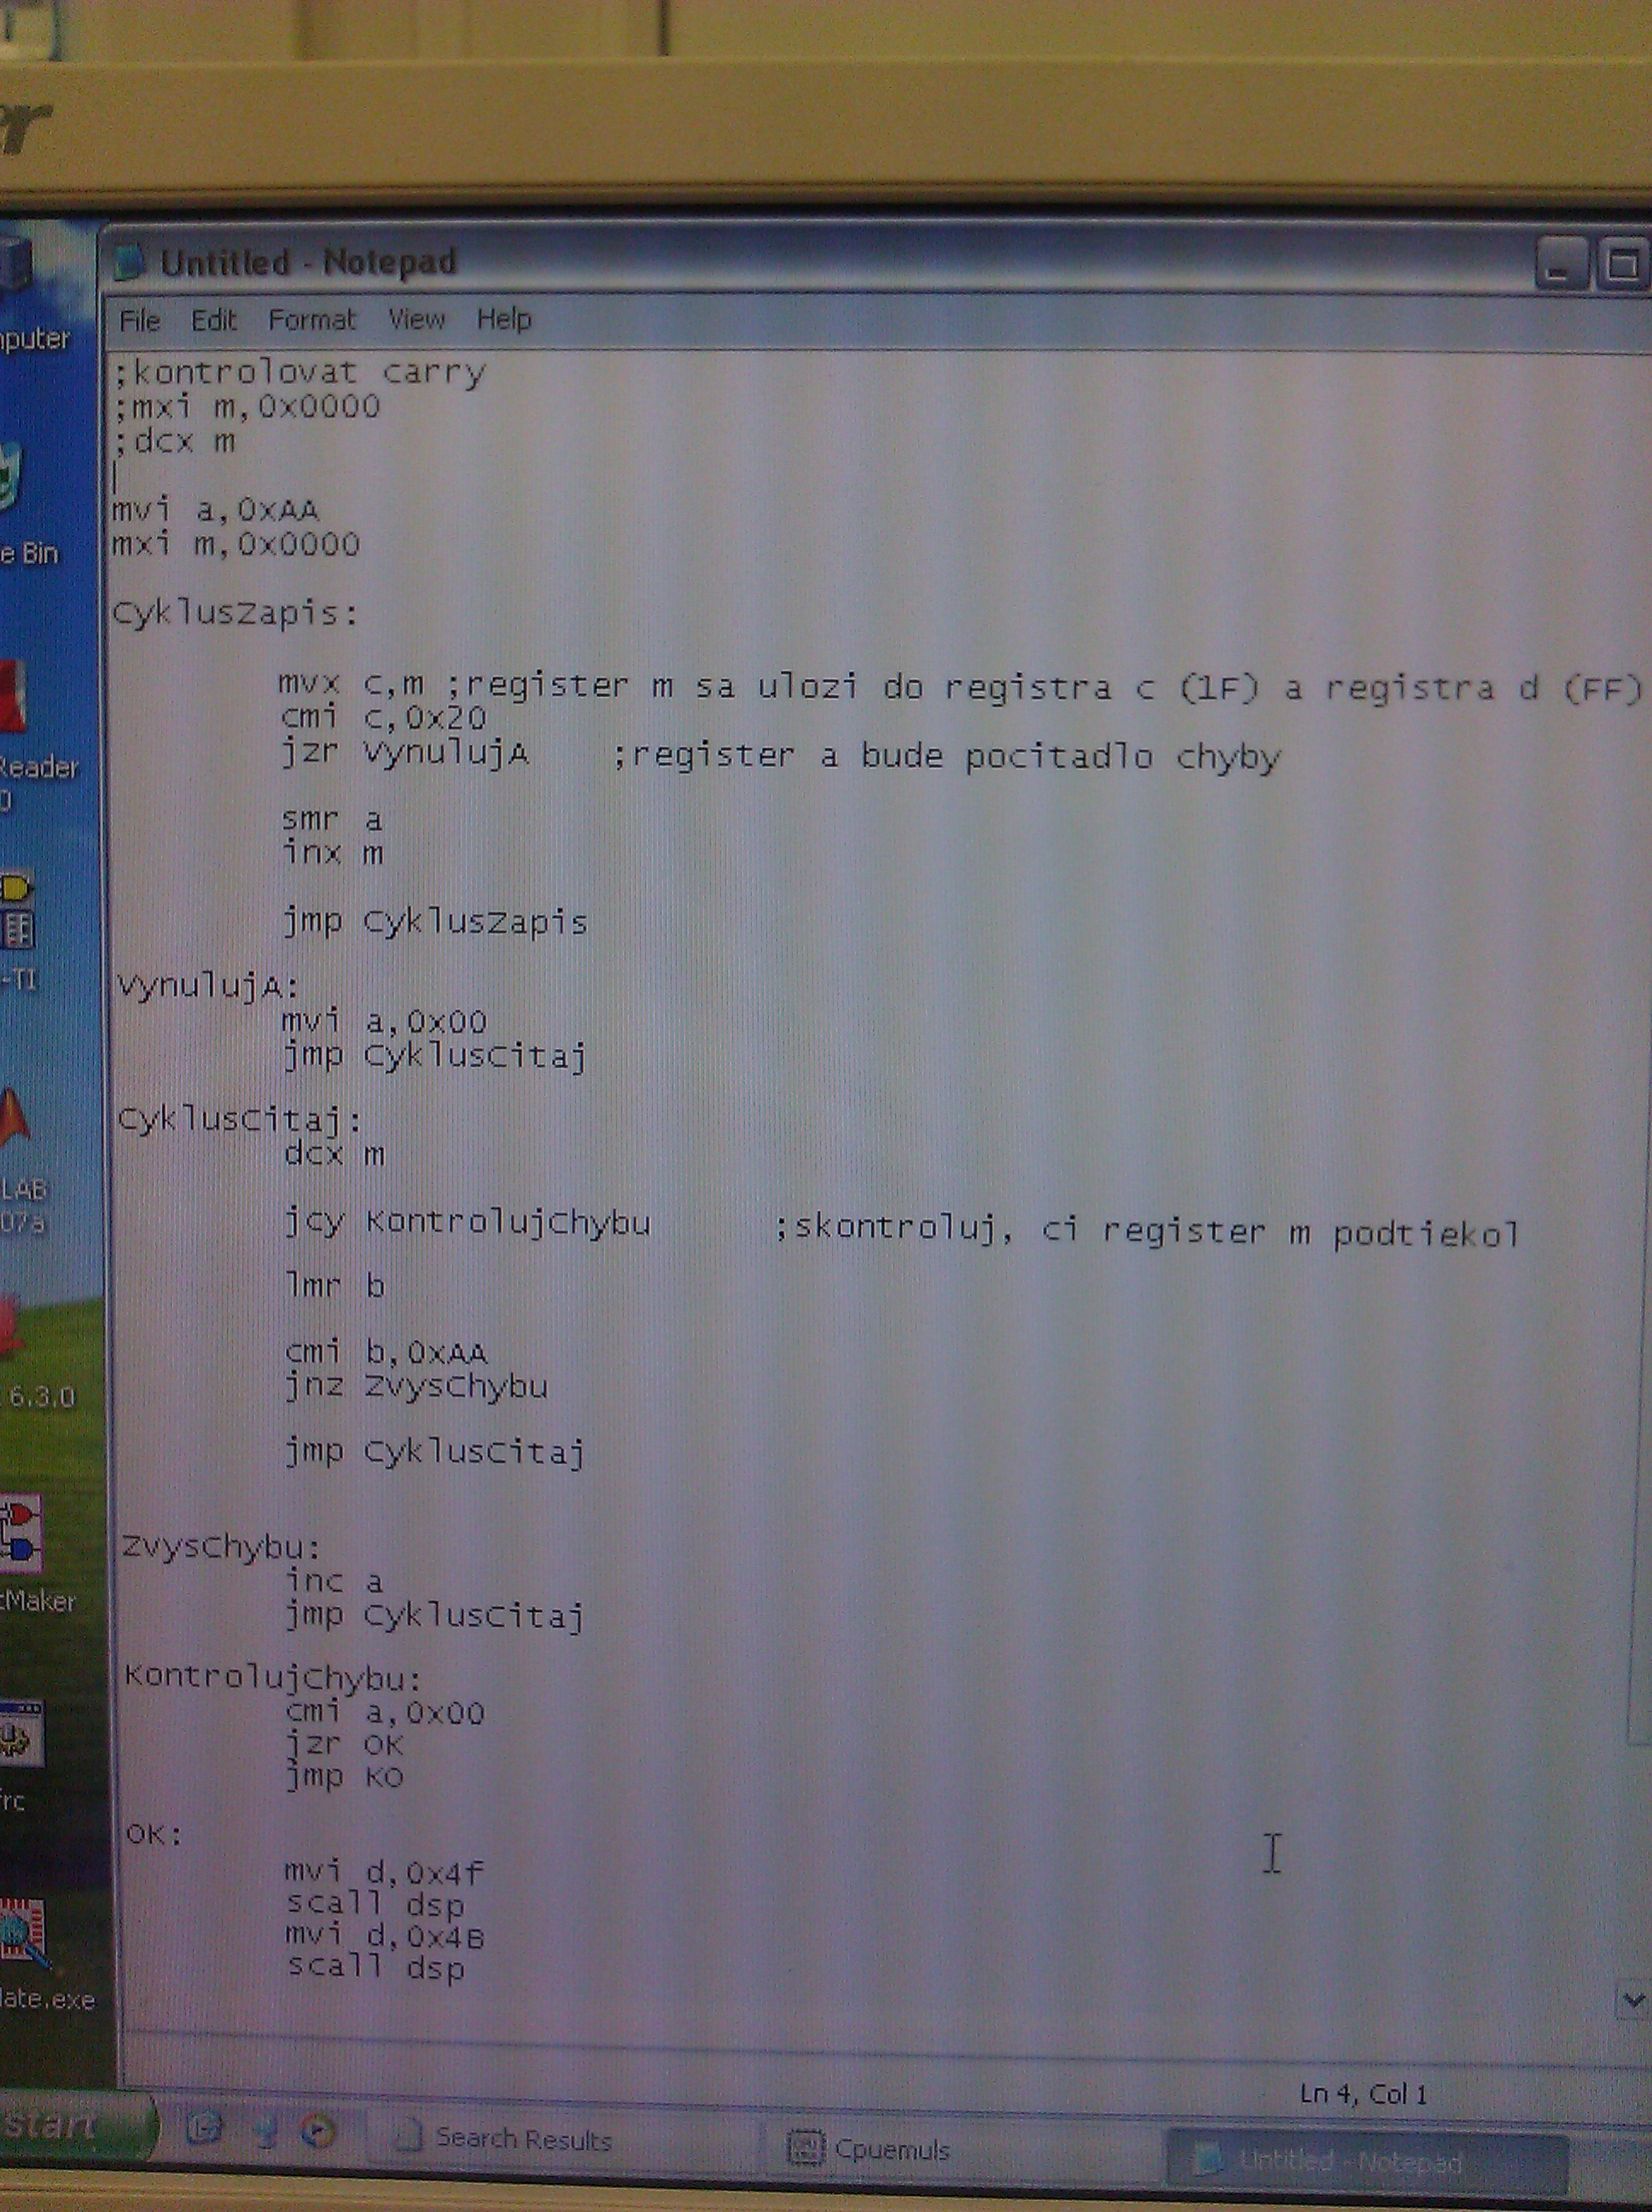 Untitled - Notepad
File Edit Format View Help
;kontrolovat carry
;mxi m,0x0000
;dcx m
mvi a,0xAA
mxi m,0x0000
CyklusZapis:
mvx c,m ;register m sa ulozi do registra c (1F) a registra d (FF)
cmi c,0x20
jzr VynulujA ;register a bude pocitadlo chyby
smr a
inx m
jmp CyklusZapis
VynulujA:
mvi a,0x00
jmp CyklusCitaj
CyklusCitaj:
dcx m
jcy KontrolujChybu ;skontroluj, ci register m podtiekol
lmr b
cmi b,0xAA
jnz ZvysChybu
jmp CyklusCitaj
ZvysChybu:
inc a
jmp CyklusCitaj
KontrolujChybu:
cmi a,0x00
jzr OK
jmp KO
OK:
mvi d,0x4f
scall dsp
mvi d,0x4B
scall dsp
Ln 4, Col 1
start
Search Results
Cpuemuls
Untitled - Notepad
mputer
e Bin
Reader
-TI
LAB
07a
6.3.0
tMaker
rc
late.exe